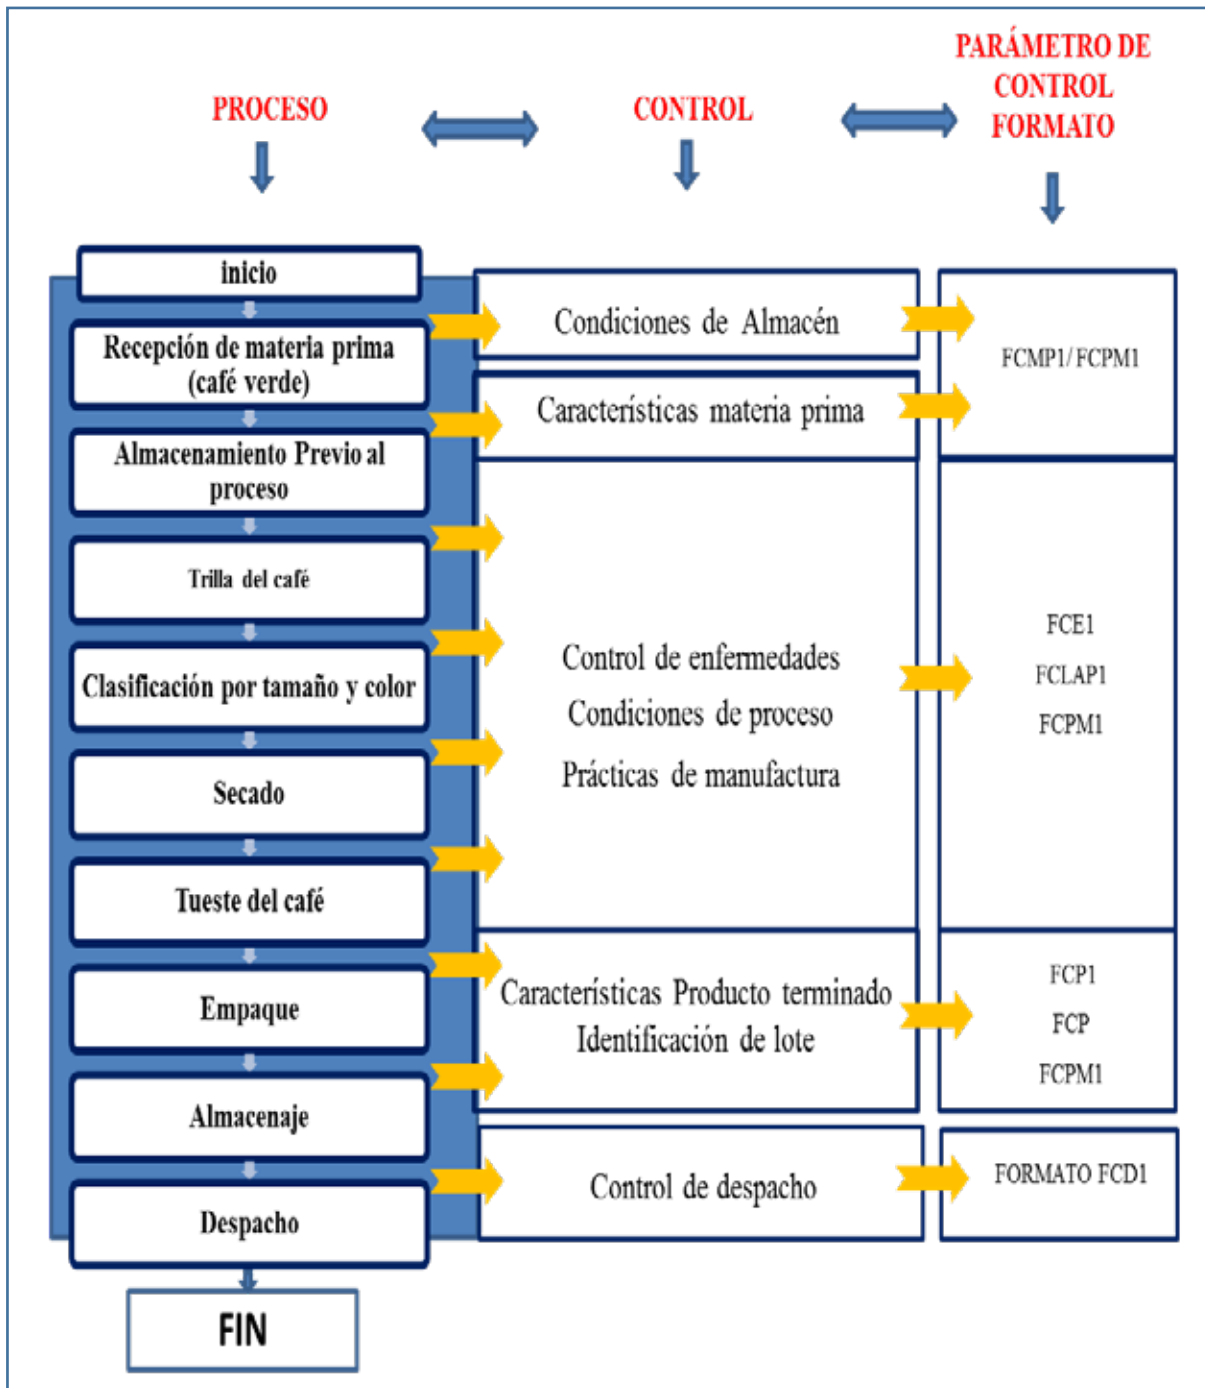 PROCESO
CONTROL
PARÁMETRO DE
CONTROL
FORMATO
inicio
Recepción de materia prima
(café verde)
Almacenamiento Previo al
proceso
Trilla del café
Clasificación por tamaño y color
Secado
Tueste del café
Empaque
Almacenaje
Despacho
FIN
Condiciones de Almacén
Características materia prima
Control de enfermedades
Condiciones de proceso
Prácticas de manufactura
Características Producto terminado
Identificación de lote
Control de despacho
FCMP1/ FCPM1
FCE1
FCLAP1
FCPM1
FCP1
FCP
FCPM1
FORMATO FCD1